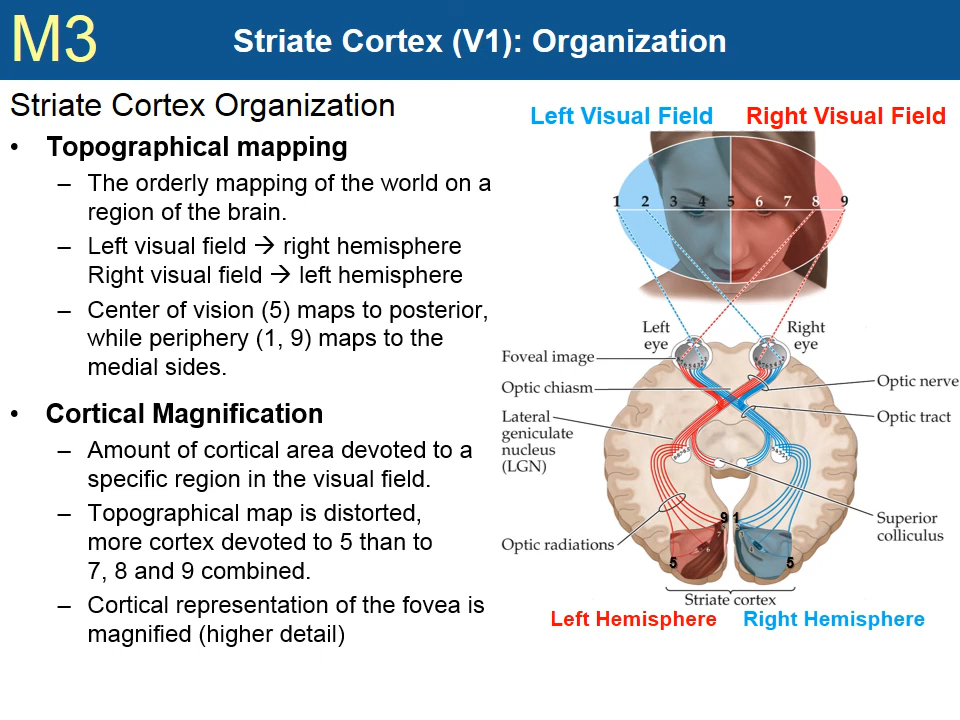 M3
Striate Cortex (V1): Organization
Striate Cortex Organization
• Topographical mapping
– The orderly mapping of the world on a
region of the brain.
– Left visual field → right hemisphere
Right visual field → left hemisphere
– Center of vision (5) maps to posterior,
while periphery (1, 9) maps to the
medial sides.
• Cortical Magnification
– Amount of cortical area devoted to a
specific region in the visual field.
– Topographical map is distorted,
more cortex devoted to 5 than to
7, 8 and 9 combined.
– Cortical representation of the fovea is
magnified (higher detail)
Left Visual Field
Right Visual Field
1 2 3 4 5 6 7 8 9
Left
eye
Right
eye
Foveal image
Optic chiasm
Lateral
geniculate
nucleus
(LGN)
Optic radiations
Optic nerve
Optic tract
Superior
colliculus
9 1
5
5
Striate cortex
Left Hemisphere
Right Hemisphere